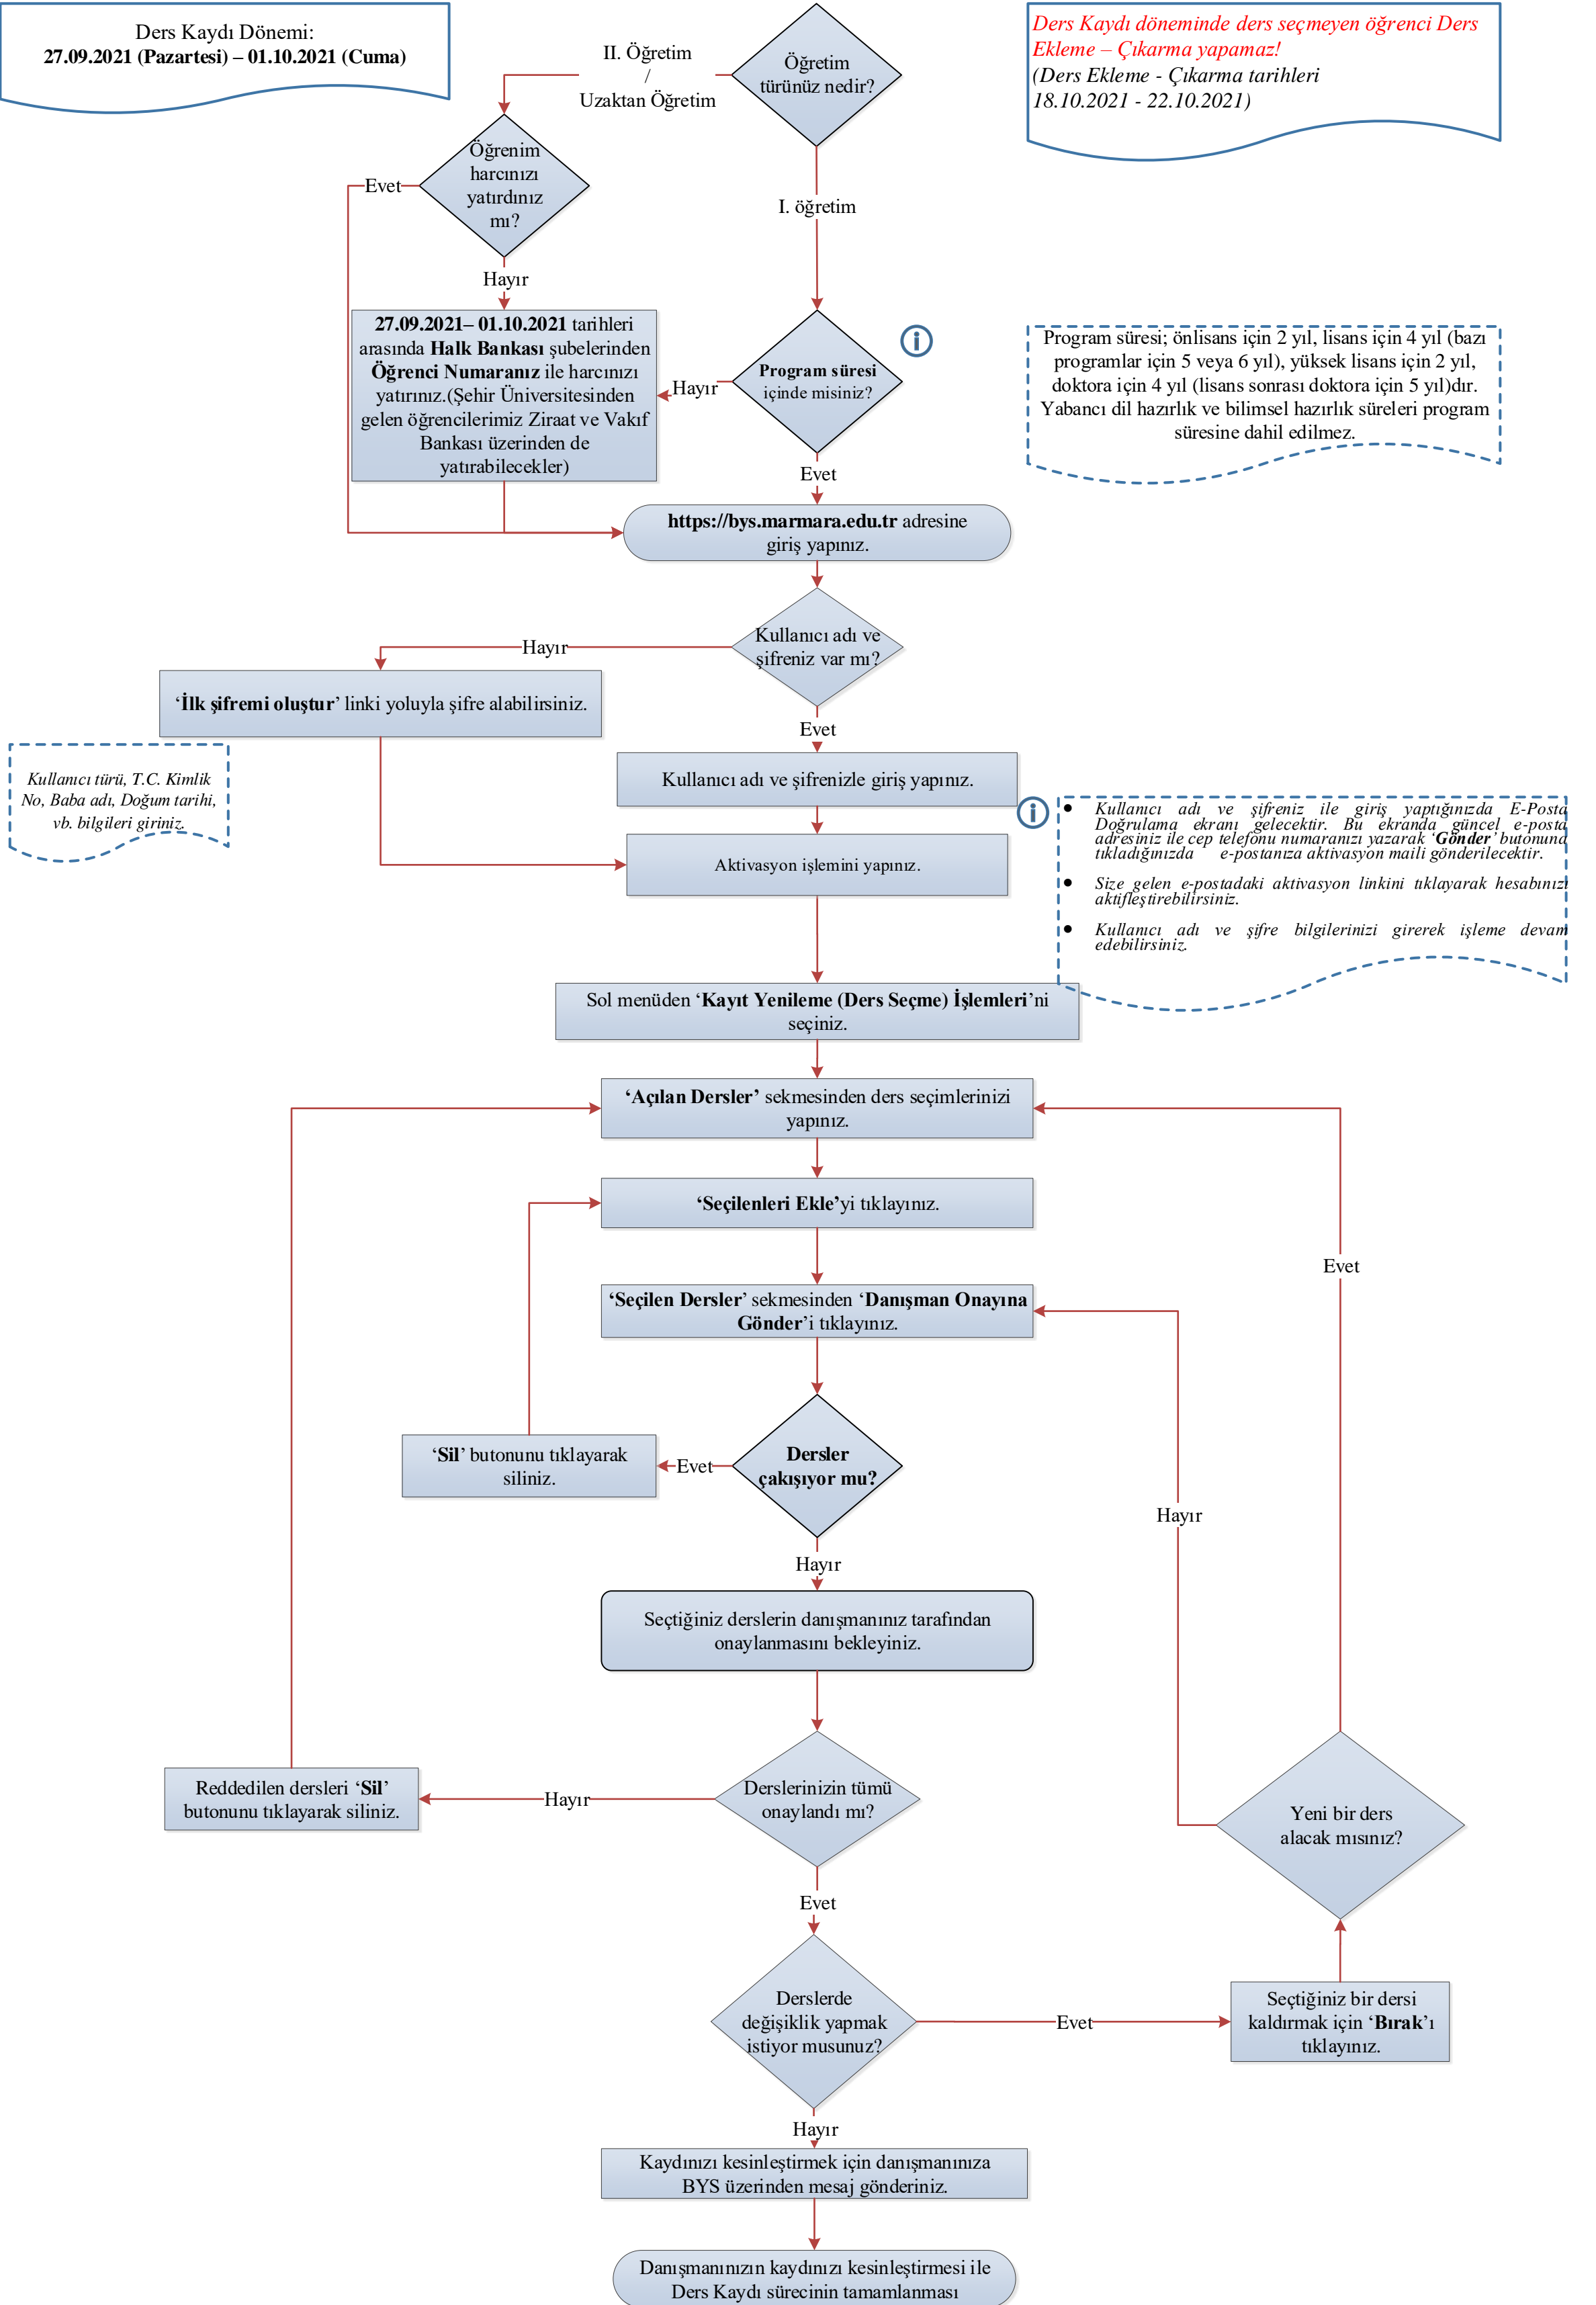 Ders Kaydı Dönemi:
27.09.2021 (Pazartesi) – 01.10.2021 (Cuma)
Ders Kaydı döneminde ders seçmeyen öğrenci Ders
Ekleme – Çıkarma yapamaz!
(Ders Ekleme - Çıkarma tarihleri
18.10.2021 - 22.10.2021)
Öğretim
türünüz nedir?
II. Öğretim
/
Uzaktan Öğretim
I. öğretim
Öğrenim
harcınızı
yatırdınız
mı?
Evet
Hayır
27.09.2021– 01.10.2021 tarihleri
arasında Halk Bankası şubelerinden
Öğrenci Numaranız ile harcınızı
yatırınız.(Şehir Üniversitesinden
gelen öğrencilerimiz Ziraat ve Vakıf
Bankası üzerinden de
yatırabilecekler)
Hayır
Program süresi
içinde misiniz?
Evet
Program süresi; önlisans için 2 yıl, lisans için 4 yıl (bazı
programlar için 5 veya 6 yıl), yüksek lisans için 2 yıl,
doktora için 4 yıl (lisans sonrası doktora için 5 yıl)dır.
Yabancı dil hazırlık ve bilimsel hazırlık süreleri program
süresine dahil edilmez.
https://bys.marmara.edu.tr adresine
giriş yapınız.
Kullanıcı adı ve
şifreniz var mı?
Hayır
‘İlk şifremi oluştur’ linki yoluyla şifre alabilirsiniz.
Evet
Kullanıcı türü, T.C. Kimlik
No, Baba adı, Doğum tarihi,
vb. bilgileri giriniz.
Kullanıcı adı ve şifrenizle giriş yapınız.
Aktivasyon işlemini yapınız.
• Kullanıcı adı ve şifreniz ile giriş yaptığınızda E-Posta
Doğrulama ekranı gelecektir. Bu ekranda güncel e-posta
adresiniz ile cep telefonu numaranızı yazarak ‘Gönder’ butonuna
tıkladığınızda e-postanıza aktivasyon maili gönderilecektir.
• Size gelen e-postadaki aktivasyon linkini tıklayarak hesabınızı
aktifleştirebilirsiniz.
• Kullanıcı adı ve şifre bilgilerinizi girerek işleme devam
edebilirsiniz.
Sol menüden ‘Kayıt Yenileme (Ders Seçme) İşlemleri’ni
seçiniz.
‘Açılan Dersler’ sekmesinden ders seçimlerinizi
yapınız.
‘Seçilenleri Ekle’yi tıklayınız.
Evet
‘Seçilen Dersler’ sekmesinden ‘Danışman Onayına
Gönder’i tıklayınız.
Dersler
çakışıyor mu?
Evet
‘Sil’ butonunu tıklayarak
siliniz.
Hayır
Hayır
Seçtiğiniz derslerin danışmanınız tarafından
onaylanmasını bekleyiniz.
Derslerinizin tümü
onaylandı mı?
Hayır
Reddedilen dersleri ‘Sil’
butonunu tıklayarak siliniz.
Yeni bir ders
alacak mısınız?
Evet
Derslerde
değişiklik yapmak
istiyor musunuz?
Evet
Seçtiğiniz bir dersi
kaldırmak için ‘Bırak’ı
tıklayınız.
Hayır
Kaydınızı kesinleştirmek için danışmanınıza
BYS üzerinden mesaj gönderiniz.
Danışmanınızın kaydınızı kesinleştirmesi ile
Ders Kaydı sürecinin tamamlanması